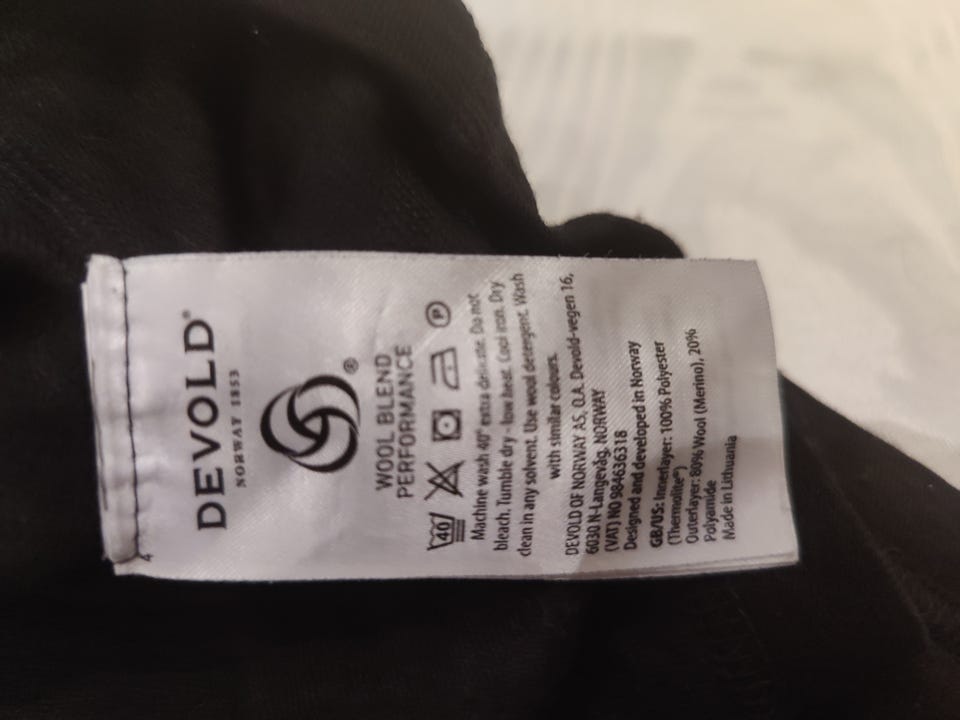 DEVOLD®
NORWAY 1853
®
WOOL BLEND
PERFORMANCE
40 P
Machine wash 40° extra delicate. Do not
bleach. Tumble dry - low heat. Cool iron. Dry
clean in any solvent. Use wool detergent. Wash
with similar colours.
DEVOLD OF NORWAY AS, O.A. Devold-vegen 16,
6030 N-Langevåg, NORWAY
(VAT) NO 984636318
Designed and developed in Norway
GB/US: Innerlayer: 100% Polyester
(Thermolite®)
Outerlayer: 80% Wool (Merino), 20%
Polyamide
Made in Lithuania